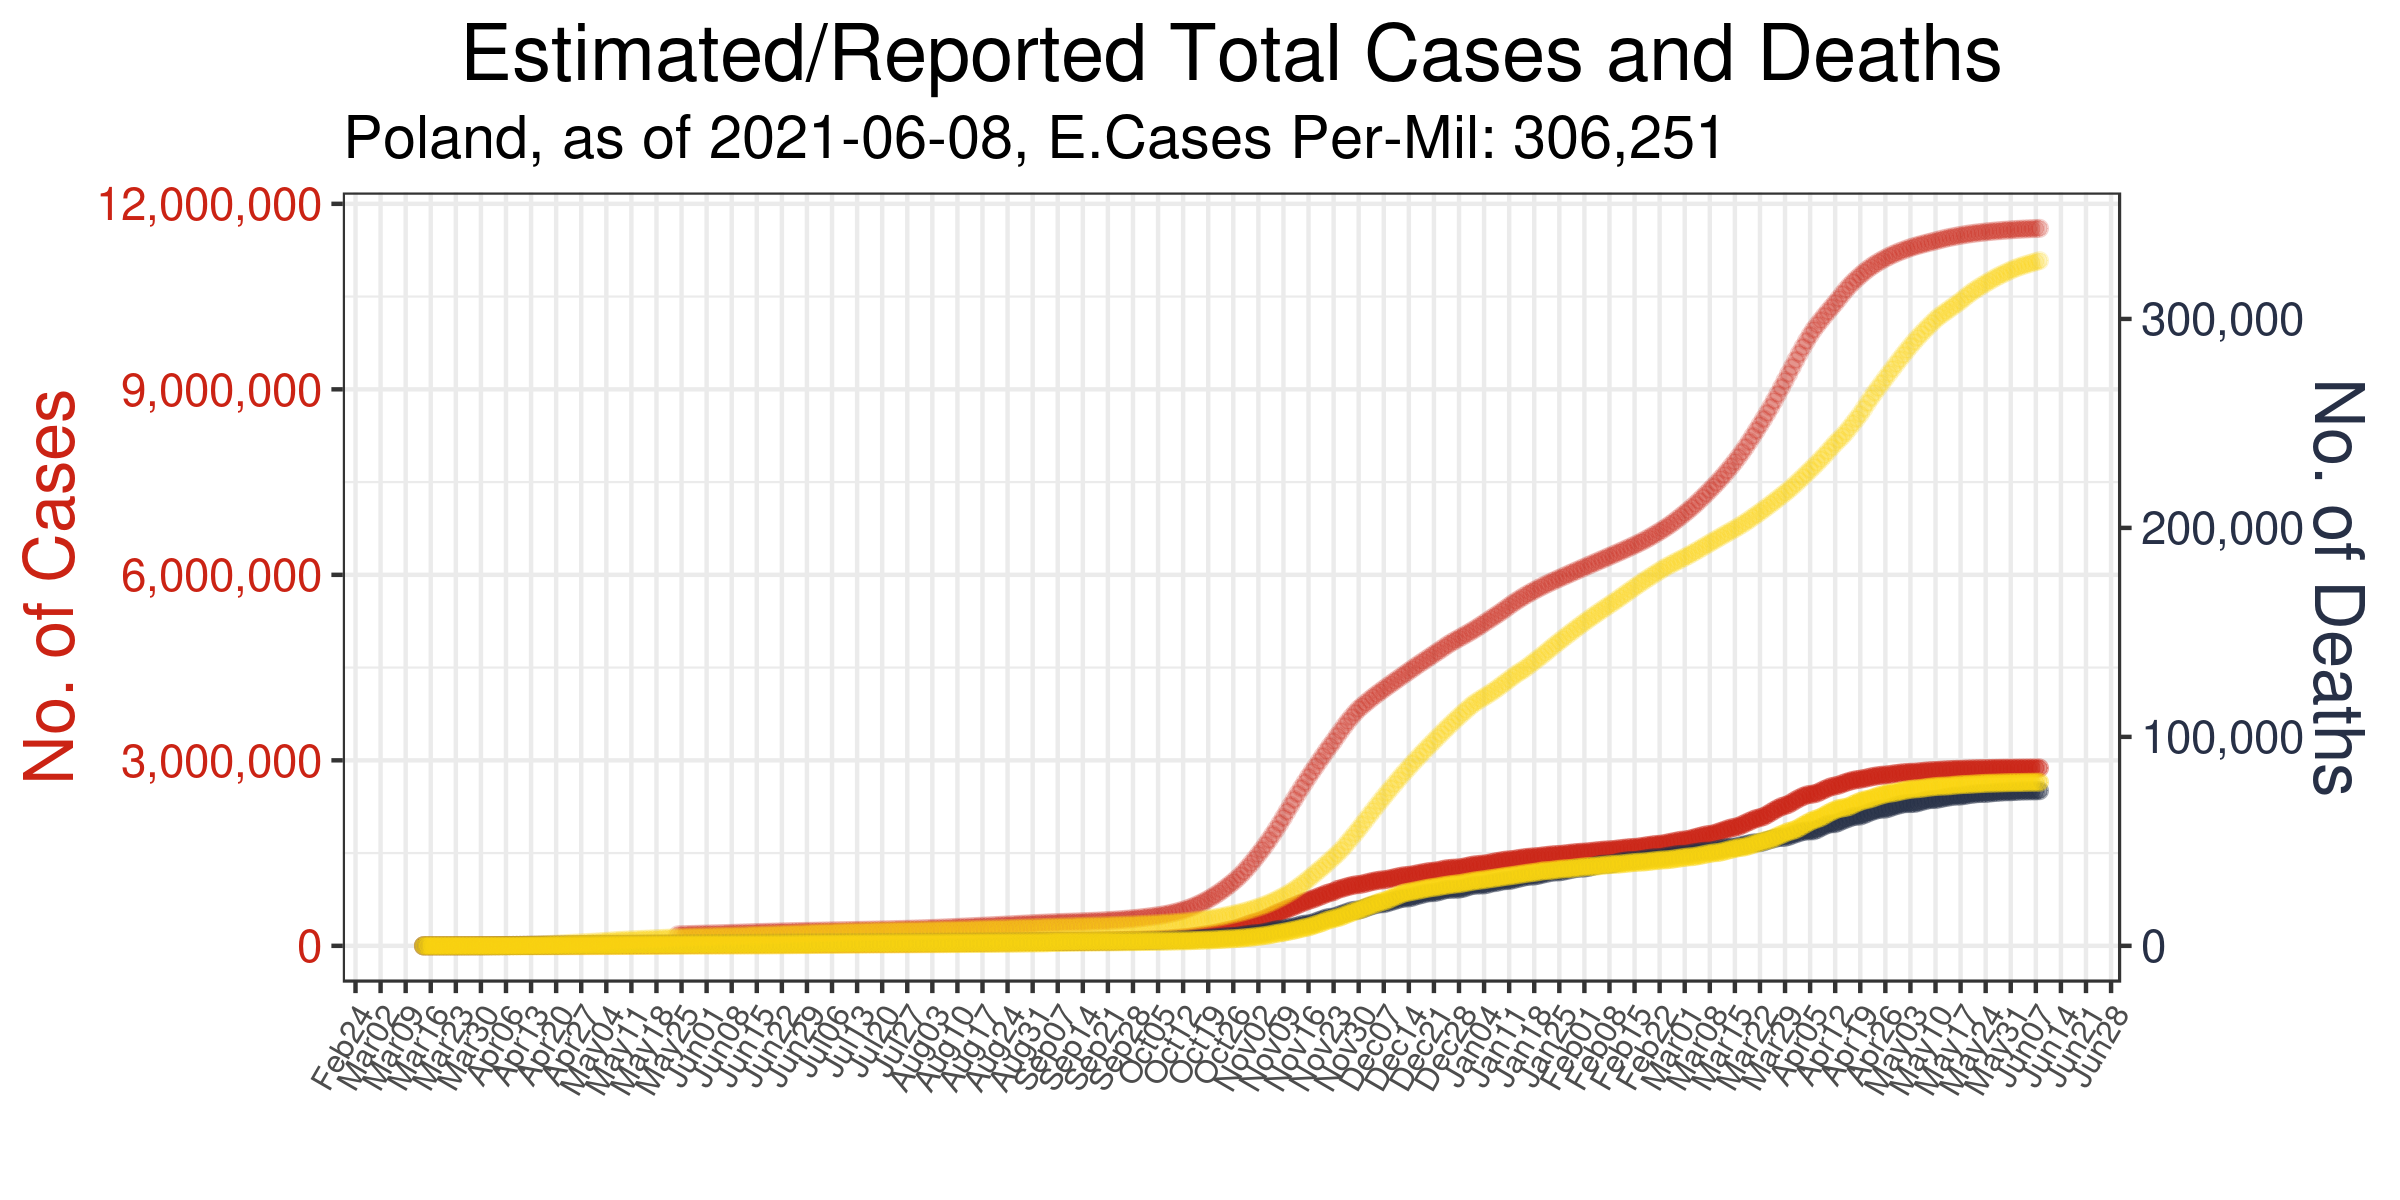 Estimated/Reported Total Cases and Deaths
Poland, as of 2021-06-08, E.Cases Per-Mil: 306,251
No. of Cases
12,000,000
9,000,000
6,000,000
3,000,000
0
No. of Deaths
300,000
200,000
100,000
0
Feb24
Mar02
Mar09
Mar16
Mar23
Mar30
Apr06
Apr13
Apr20
Apr27
May04
May11
May18
May25
Jun01
Jun08
Jun15
Jun22
Jun29
Jul06
Jul13
Jul20
Jul27
Aug03
Aug10
Aug17
Aug24
Aug31
Sep07
Sep14
Sep21
Sep28
Oct05
Oct12
Oct19
Oct26
Nov02
Nov09
Nov16
Nov23
Nov30
Dec07
Dec14
Dec21
Dec28
Jan04
Jan11
Jan18
Jan25
Feb01
Feb08
Feb15
Feb22
Mar01
Mar08
Mar15
Mar22
Mar29
Apr05
Apr12
Apr19
Apr26
May03
May10
May17
May24
May31
Jun07
Jun14
Jun21
Jun28